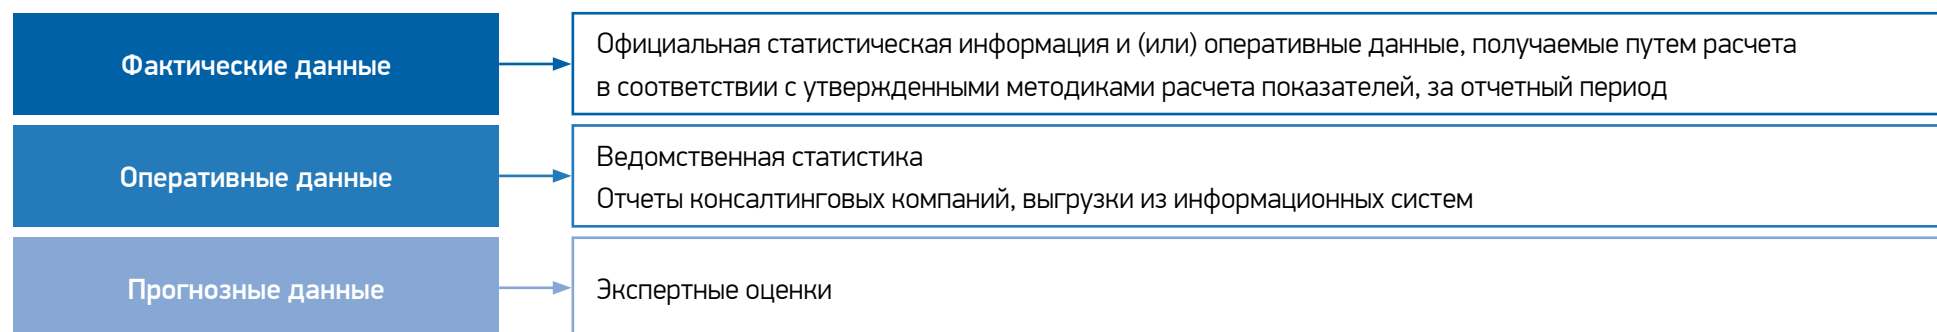 Фактические данные
Официальная статистическая информация и (или) оперативные данные, получаемые путем расчета
в соответствии с утвержденными методиками расчета показателей, за отчетный период
Оперативные данные
Ведомственная статистика
Отчеты консалтинговых компаний, выгрузки из информационных систем
Прогнозные данные
Экспертные оценки